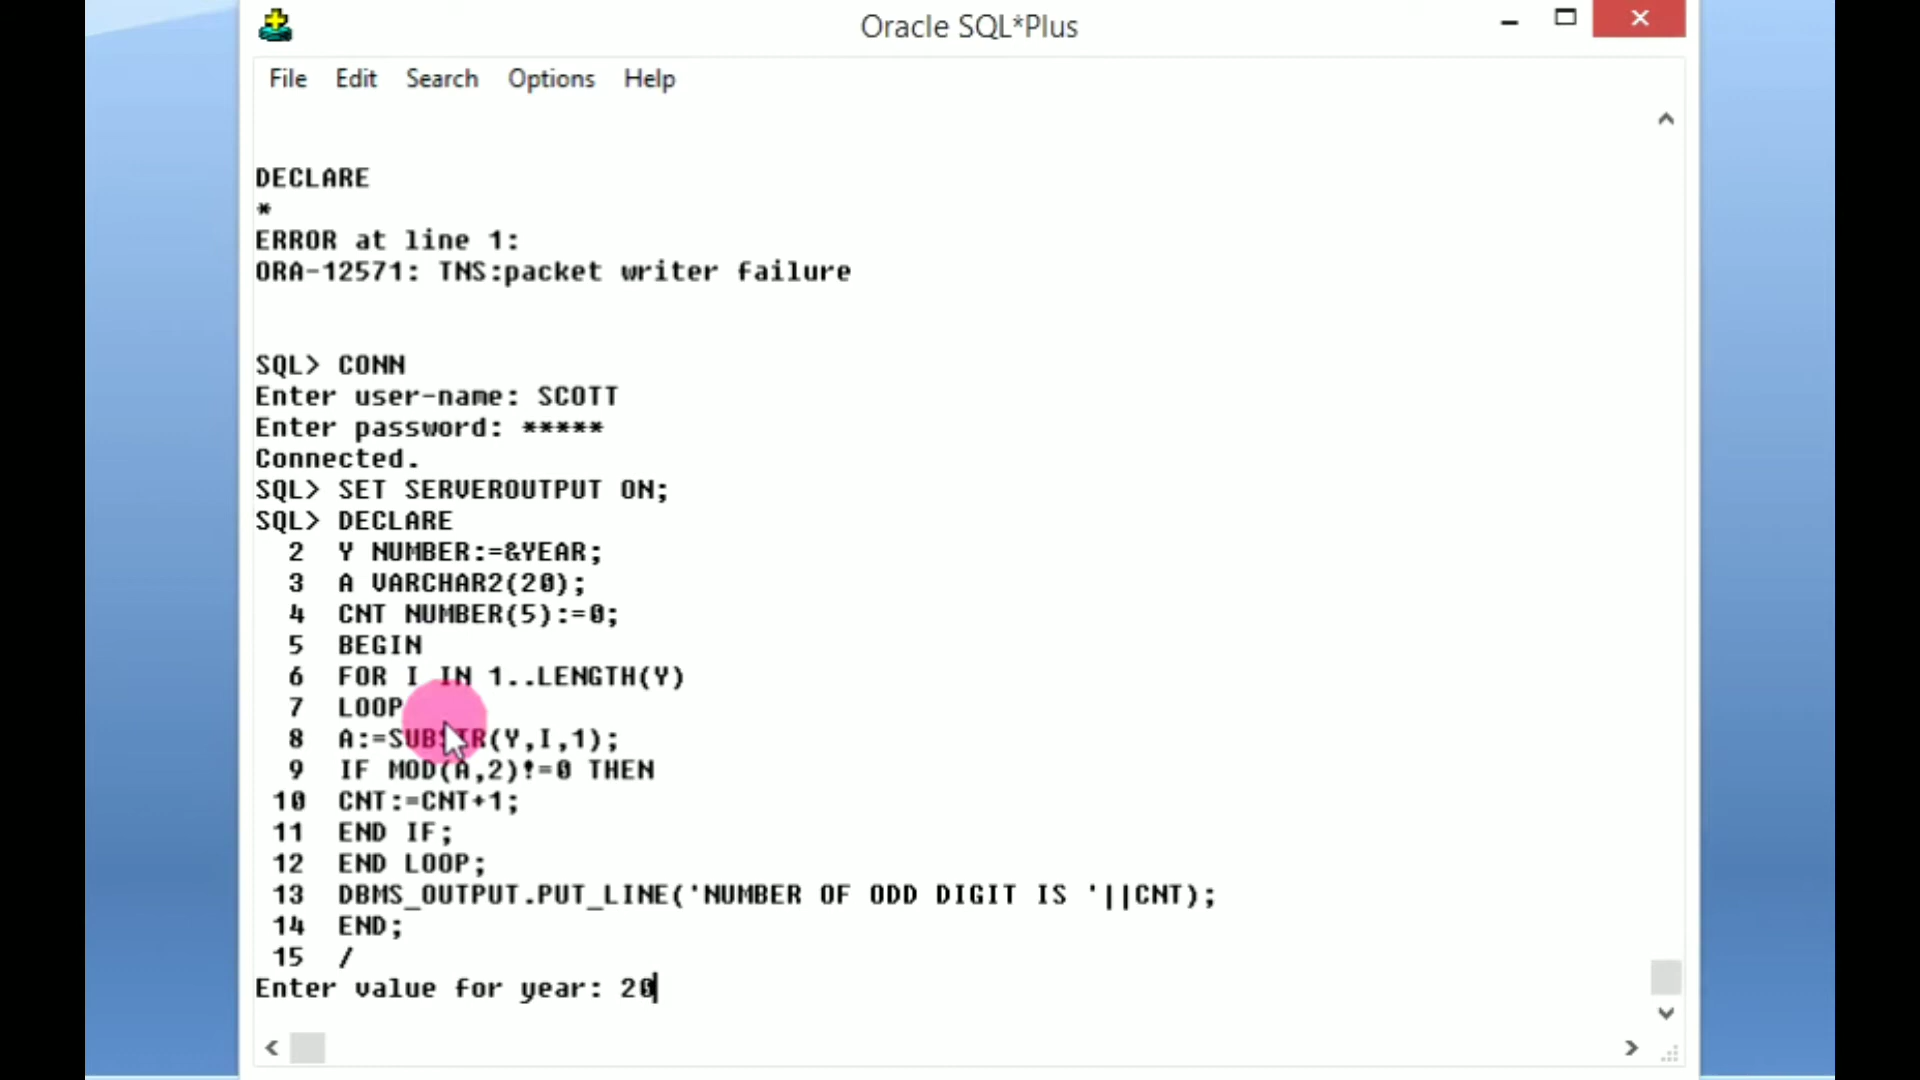 Oracle SQL*Plus
File Edit Search Options Help
DECLARE
*
ERROR at line 1:
ORA-12571: TNS:packet writer failure
SQL> CONN
Enter user-name: SCOTT
Enter password: *****
Connected.
SQL> SET SERVEROUTPUT ON;
SQL> DECLARE
2 Y NUMBER:=&YEAR;
3 A VARCHAR2(20);
4 CNT NUMBER(5):=0;
5 BEGIN
6 FOR I IN 1..LENGTH(Y)
7 LOOP
8 A:=SUBSTR(Y,I,1);
9 IF MOD(A,2)!=0 THEN
10 CNT:=CNT+1;
11 END IF;
12 END LOOP;
13 DBMS_OUTPUT.PUT_LINE('NUMBER OF ODD DIGIT IS '||CNT);
14 END;
15 /
Enter value for year: 20